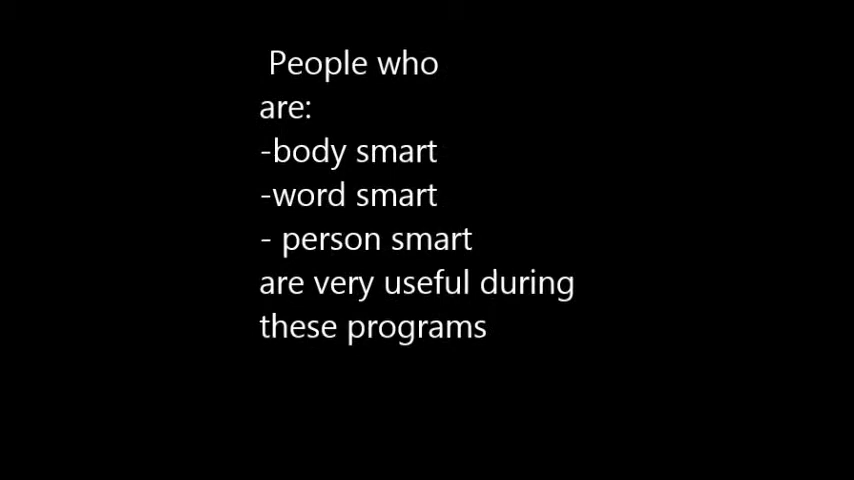 People who
are:
-body smart
-word smart
- person smart
are very useful during
these programs